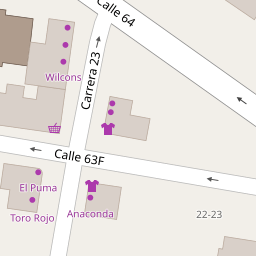 Calle 64
Wilcons
Carrera 23
Calle 63F
El Puma
Toro Rojo
Anaconda
22-23